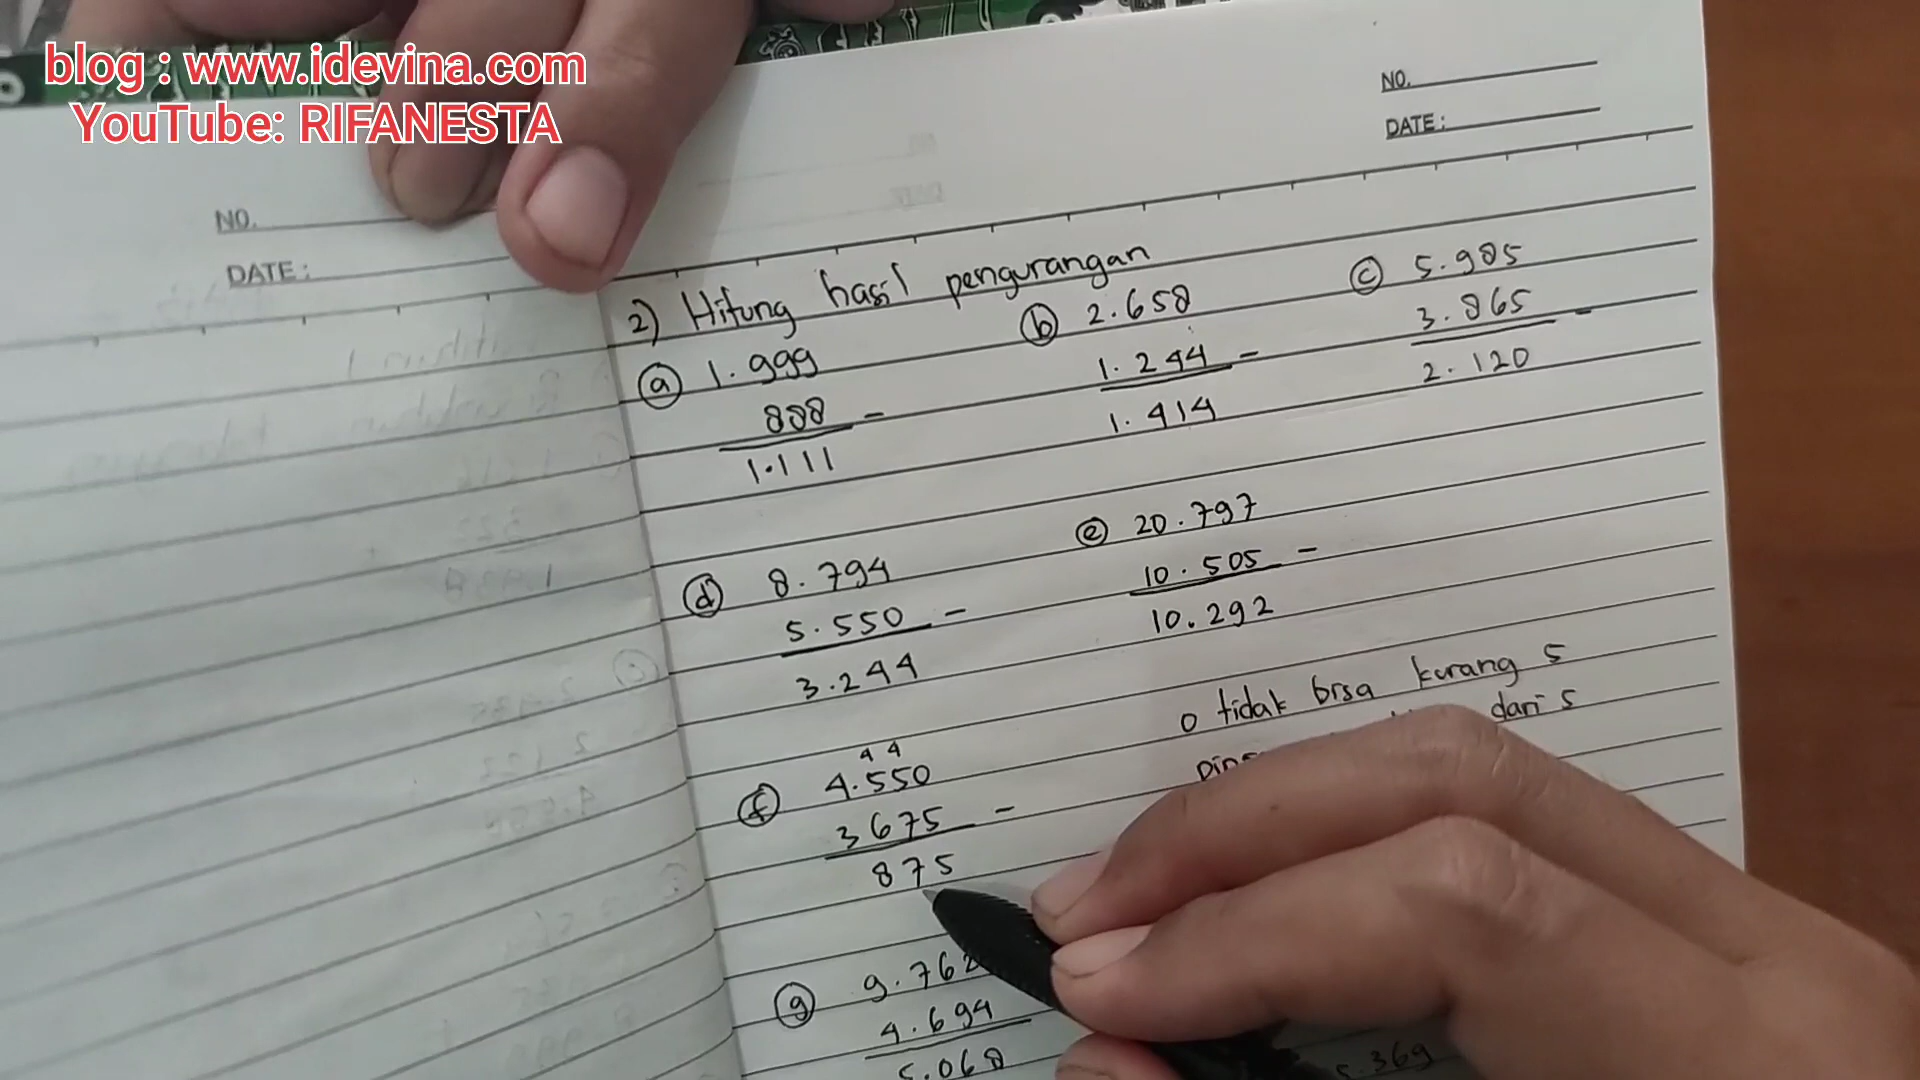 blog : www.idevina.com
YouTube: RIFANESTA
NO.
DATE :
NO.
DATE :
2) Hitung hasil pengurangan
a 1.999
888 -
1.111
b 2.658
1.244 -
1.414
c 5.985
3.865 -
2.120
d 8.794
5.550 -
3.244
e 20.797
10.505 -
10.292
0 tidak bisa kurang 5
dari 5
4 4
f 4.550
3675 -
875
g 9.762
4.694
5.068
5.369